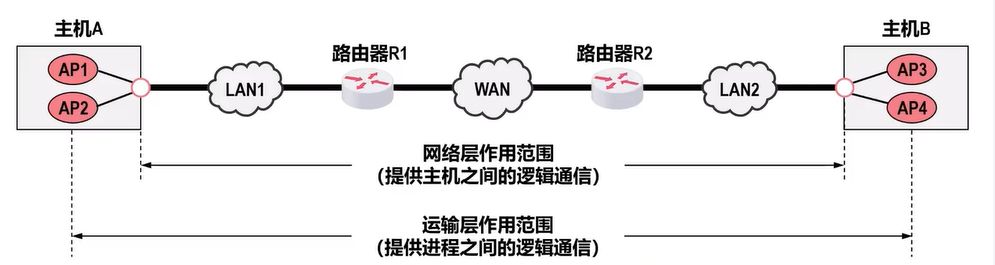 主机A
主机B
路由器R1
路由器R2
AP1
AP2
LAN1
WAN
LAN2
AP3
AP4
网络层作用范围
（提供主机之间的逻辑通信）
运输层作用范围
（提供进程之间的逻辑通信）